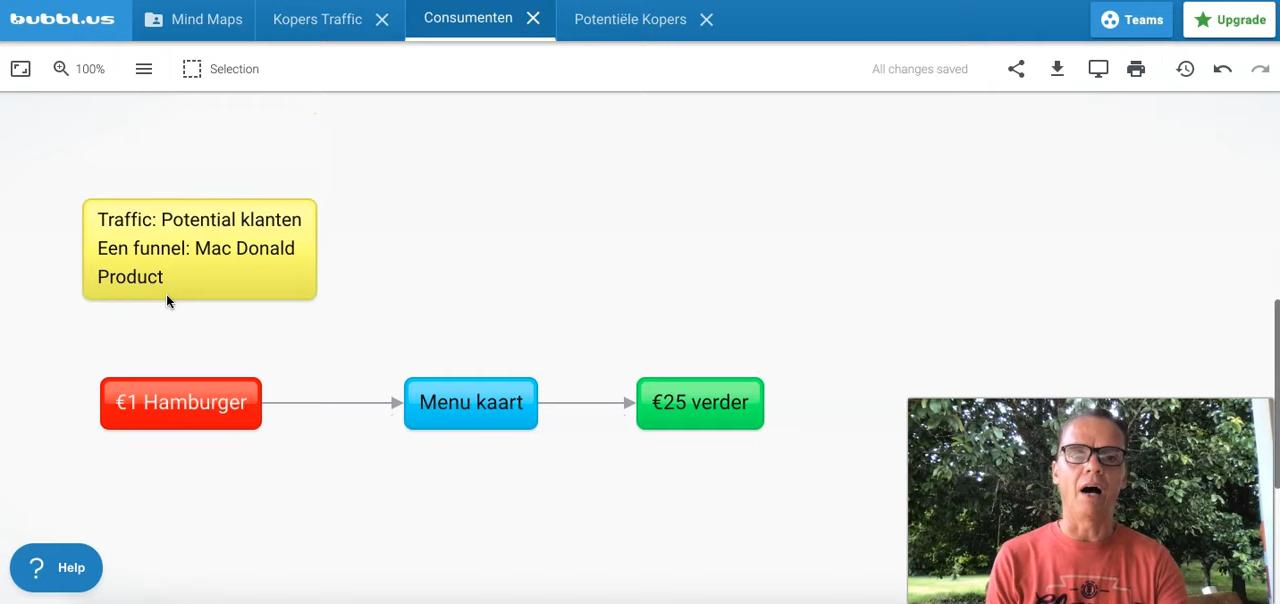 bubbl.us
Mind Maps
Kopers Traffic
Consumenten
Potentiële Kopers
Teams
Upgrade
100%
Selection
All changes saved
Traffic: Potential klanten
Een funnel: Mac Donald
Product
€1 Hamburger
Menu kaart
€25 verder
? Help